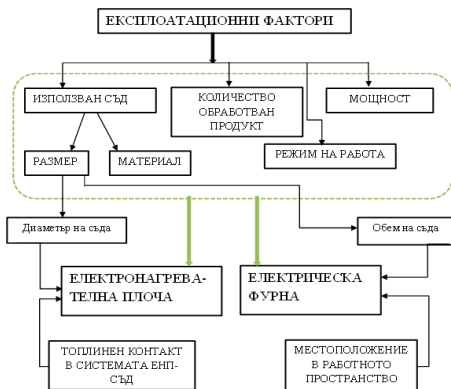 ЕКСПЛОАТАЦИОННИ ФАКТОРИ
ИЗПОЛЗВАН СЪД
КОЛИЧЕСТВО
ОБРАБОТВАН
ПРОДУКТ
МОЩНОСТ
РАЗМЕР
МАТЕРИАЛ
РЕЖИМ НА РАБОТА
Диаметър на съда
Обем на съда
ЕЛЕКТРОНАГРЕВА-
ТЕЛНА ПЛОЧА
ЕЛЕКТРИЧЕСКА
ФУРНА
ТОПЛИНЕН КОНТАКТ
В СИСТЕМАТА ЕНП-
СЪД
МЕСТОПОЛОЖЕНИЕ
В РАБОТНОТО
ПРОСТРАНСТВО